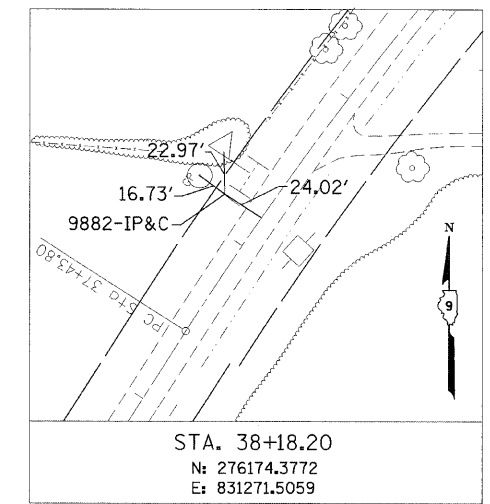 22.97'
16.73'
24.02'
9882-IP&C
IPC Sta 37+43.80
N
9
STA. 38+18.20
N: 276174.3772
E: 831271.5059